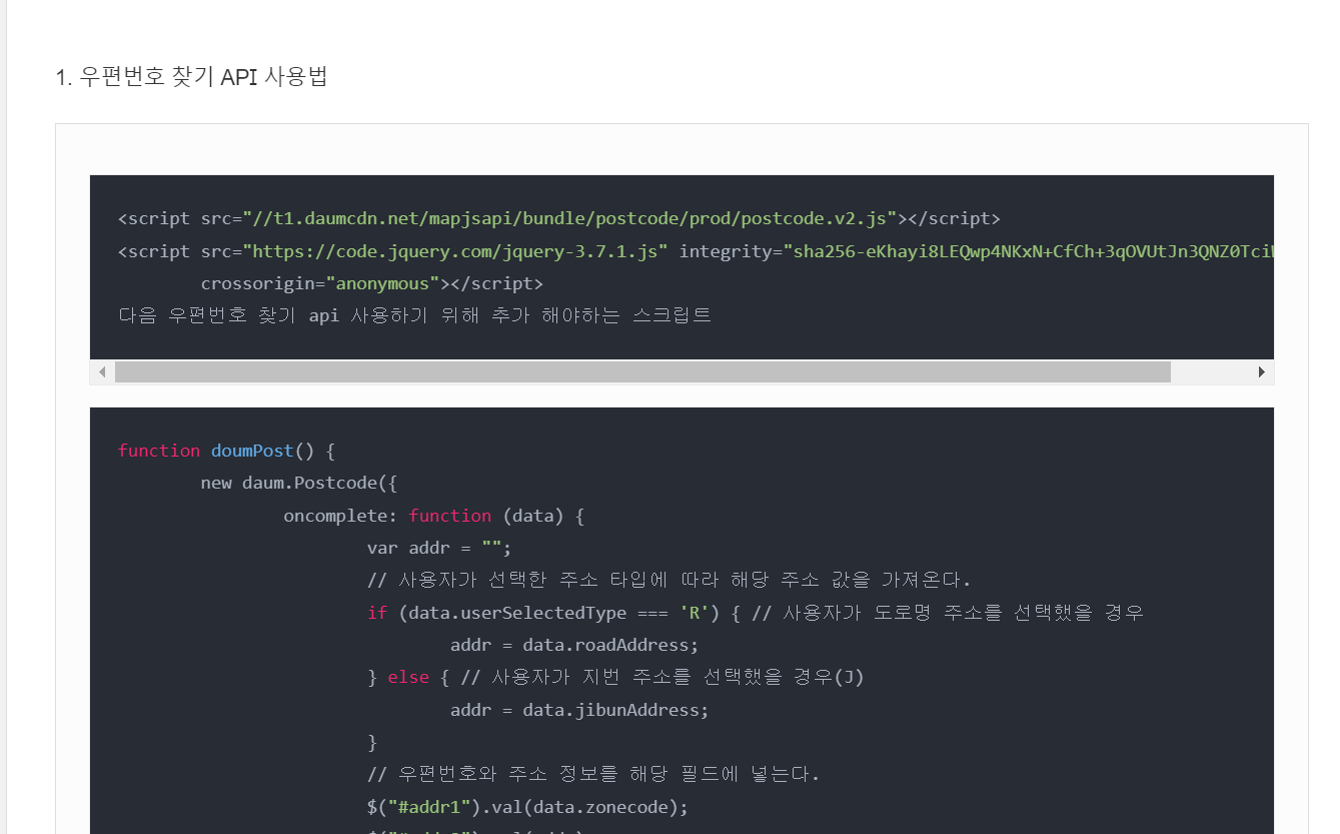 1. 우편번호 찾기 API 사용법
<script src="//t1.daumcdn.net/mapjsapi/bundle/postcode/prod/postcode.v2.js"></script>
<script src="https://code.jquery.com/jquery-3.7.1.js" integrity="sha256-eKhayi8LEQwp4NKxN+CfCh+3qOVUtJn3QNZ0Tci
crossorigin="anonymous"></script>
다음 우편번호 찾기 api 사용하기 위해 추가 해야하는 스크립트
function doumPost() {
new daum.Postcode({
oncomplete: function (data) {
var addr = "";
// 사용자가 선택한 주소 타입에 따라 해당 주소 값을 가져온다.
if (data.userSelectedType === 'R') { // 사용자가 도로명 주소를 선택했을 경우
addr = data.roadAddress;
} else { // 사용자가 지번 주소를 선택했을 경우(J)
addr = data.jibunAddress;
}
// 우편번호와 주소 정보를 해당 필드에 넣는다.
$("#addr1").val(data.zonecode);